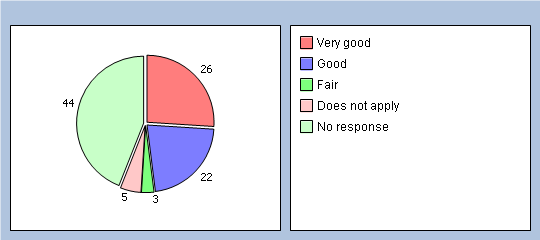 26
44
22
5
3
Very good
Good
Fair
Does not apply
No response